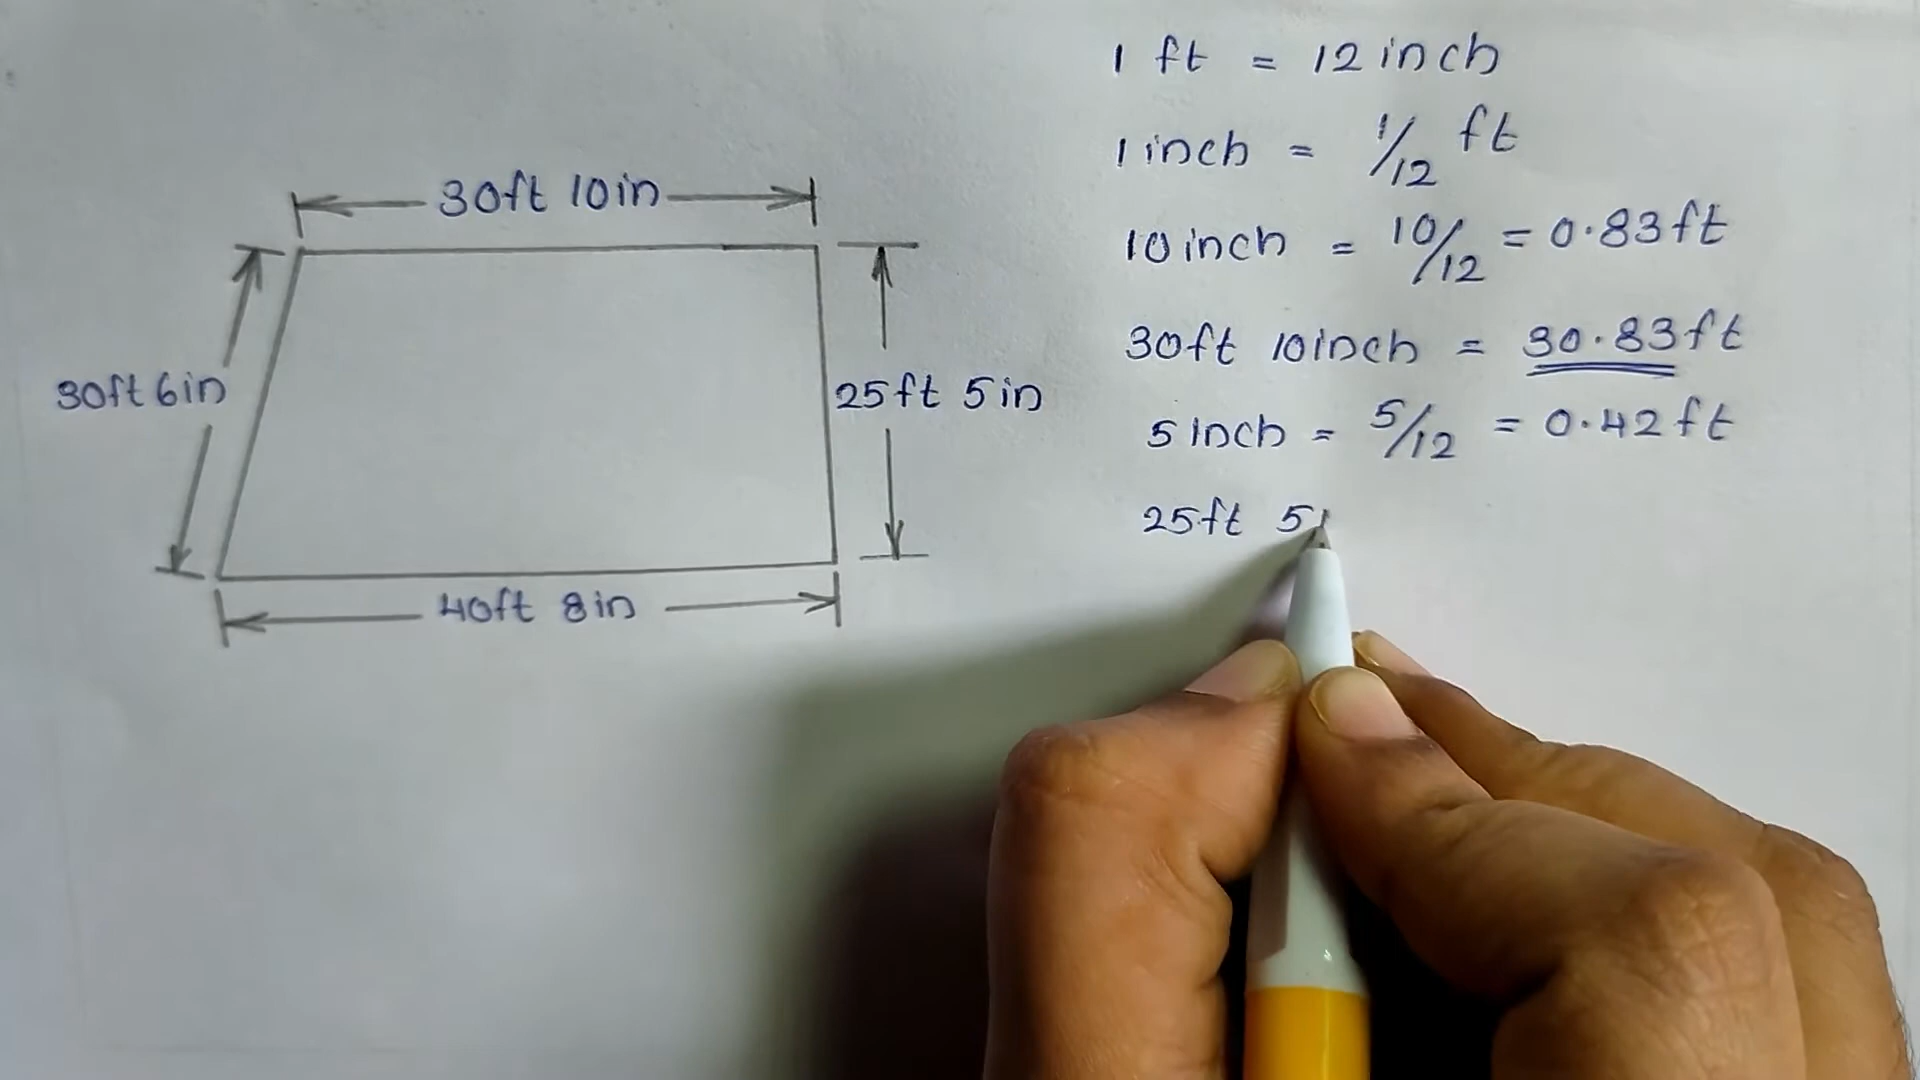 30ft 10in
30ft 6in
25ft 5in
40ft 8in
1 ft = 12 inch
1 inch = 1/12 ft
10 inch = 10/12 = 0.83 ft
30ft 10inch = 30.83 ft
5 inch = 5/12 = 0.42 ft
25ft 5